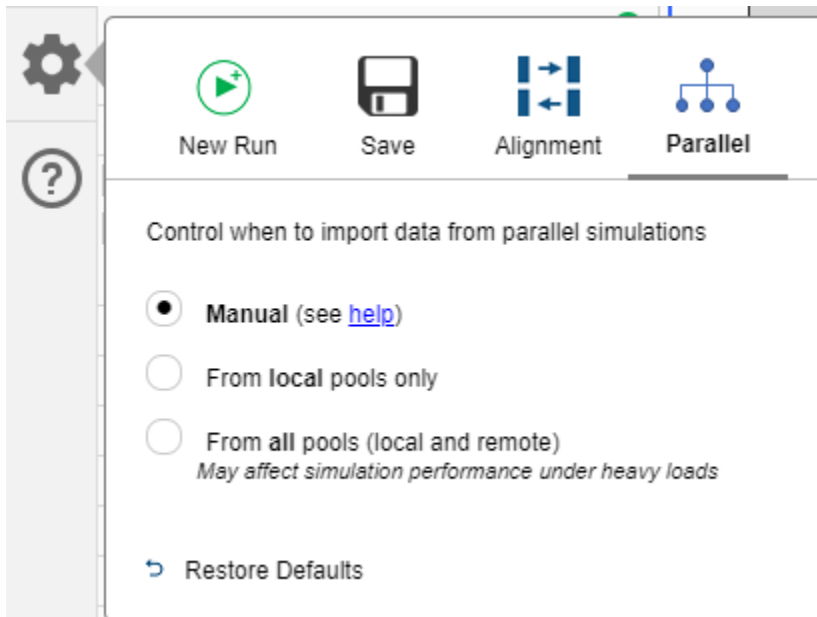 New Run Save Alignment Parallel
Control when to import data from parallel simulations
Manual (see help)
From local pools only
From all pools (local and remote)
May affect simulation performance under heavy loads
Restore Defaults